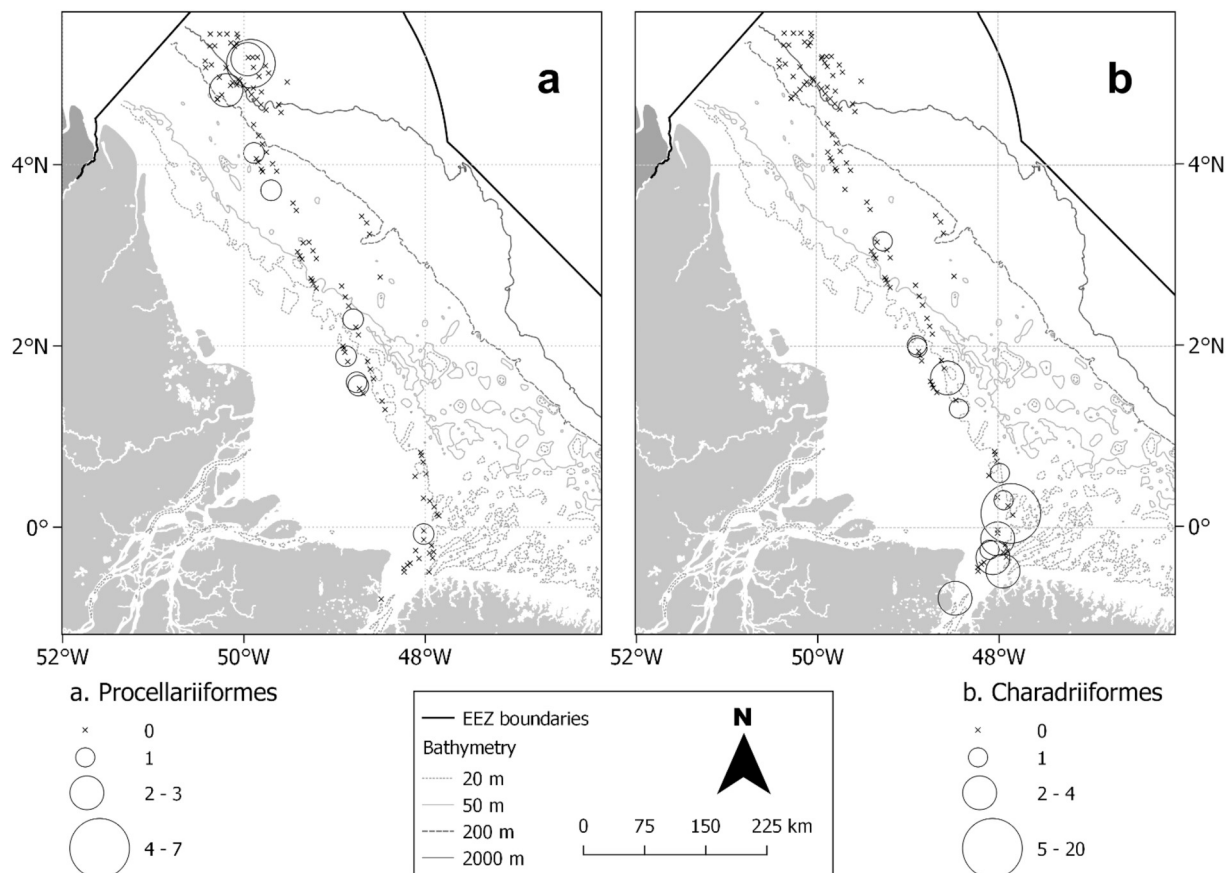 a
b
4°N
2°N
0°
4°N
2°N
0°
52°W
50°W
48°W
52°W
50°W
48°W
a. Procellariiformes
0
1
2 - 3
4 - 7
EEZ boundaries
Bathymetry
20 m
50 m
200 m
2000 m
N
0 75 150 225 km
b. Charadriiformes
0
1
2 - 4
5 - 20